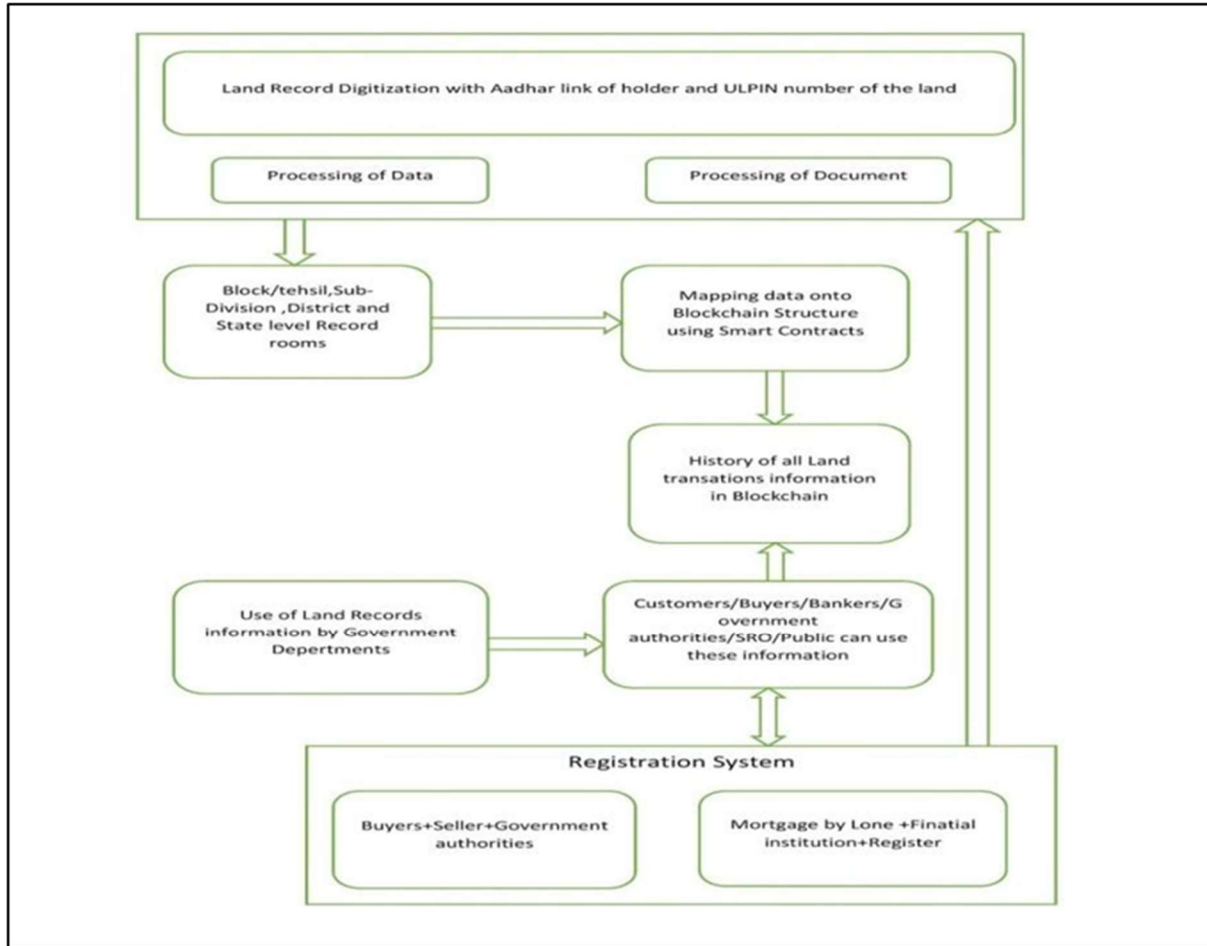 Land Record Digitization with Aadhar link of holder and ULPIN number of the land
Processing of Data
Processing of Document
Block/tehsil,Sub-
Division ,District and
State level Record
rooms
Mapping data onto
Blockchain Structure
using Smart Contracts
History of all Land
transations information
in Blockchain
Use of Land Records
information by Government
Depertments
Customers/Buyers/Bankers/G
overnment
authorities/SRO/Public can use
these information
Registration System
Buyers+Seller+Government
authorities
Mortgage by Lone +Finatial
institution+Register